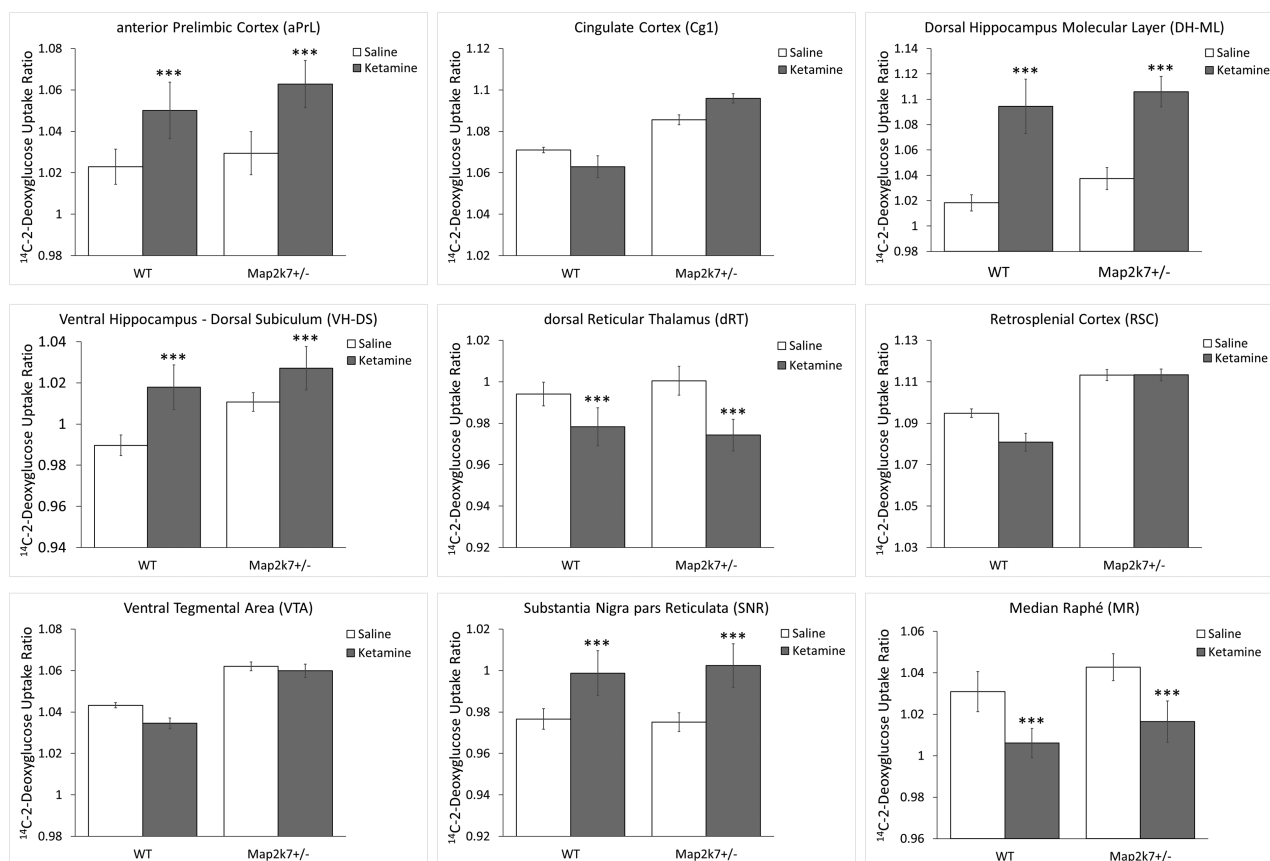 anterior Prelimbic Cortex (aPrL)
¹⁴C-2-Deoxyglucose Uptake Ratio
1.08
1.06
1.04
1.02
1
0.98
***
***
Saline
Ketamine
WT
Map2k7+/-
Cingulate Cortex (Cg1)
¹⁴C-2-Deoxyglucose Uptake Ratio
1.12
1.1
1.08
1.06
1.04
1.02
Saline
Ketamine
WT
Map2k7+/-
Dorsal Hippocampus Molecular Layer (DH-ML)
¹⁴C-2-Deoxyglucose Uptake Ratio
1.14
1.12
1.1
1.08
1.06
1.04
1.02
1
0.98
***
***
Saline
Ketamine
WT
Map2k7+/-
Ventral Hippocampus - Dorsal Subiculum (VH-DS)
¹⁴C-2-Deoxyglucose Uptake Ratio
1.04
1.02
1
0.98
0.96
0.94
***
***
Saline
Ketamine
WT
Map2k7+/-
dorsal Reticular Thalamus (dRT)
¹⁴C-2-Deoxyglucose Uptake Ratio
1.02
1
0.98
0.96
0.94
0.92
***
***
Saline
Ketamine
WT
Map2k7+/-
Retrosplenial Cortex (RSC)
¹⁴C-2-Deoxyglucose Uptake Ratio
1.13
1.11
1.09
1.07
1.05
1.03
Saline
Ketamine
WT
Map2k7+/-
Ventral Tegmental Area (VTA)
¹⁴C-2-Deoxyglucose Uptake Ratio
1.08
1.06
1.04
1.02
1
0.98
Saline
Ketamine
WT
Map2k7+/-
Substantia Nigra pars Reticulata (SNR)
¹⁴C-2-Deoxyglucose Uptake Ratio
1.02
1
0.98
0.96
0.94
0.92
***
***
Saline
Ketamine
WT
Map2k7+/-
Median Raphé (MR)
¹⁴C-2-Deoxyglucose Uptake Ratio
1.06
1.04
1.02
1
0.98
0.96
***
***
Saline
Ketamine
WT
Map2k7+/-